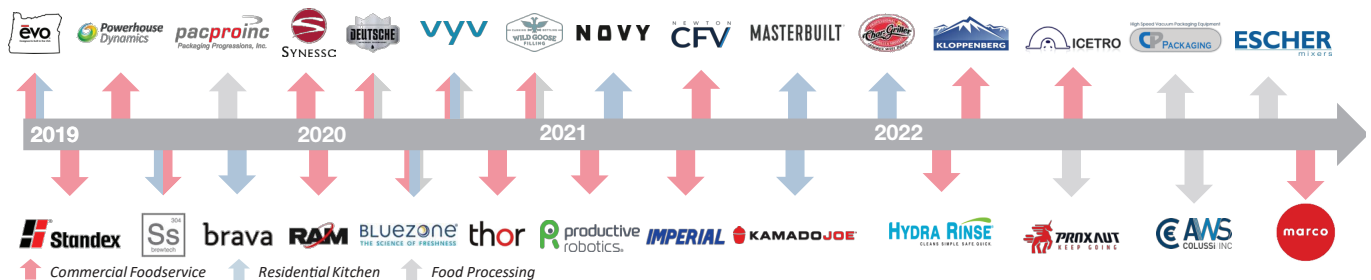 evo
Powerhouse
Dynamics
pacproinc
Packaging Progressions, Inc.
SYNESSO
DEUTSCHE
vyv
WILD GOOSE
FILLING
NOVY
NEWTON
CFV
MASTERBUILT
Char-Griller
KLOPPENBERG
ICETRO
High Speed Vacuum Packaging Equipment
CP PACKAGING
ESCHER
mixers
2019
2020
2021
2022
Standex
304
Ss
brewtech
brava
RAM
BLUEZONE
THE SCIENCE OF FRESHNESS
thor
productive
robotics.
IMPERIAL
KAMADOJOE
HYDRA RINSE
CLEANS SIMPLE SAFE QUICK
PROXAUT
KEEP GOING
AWS
COLUSSI INC
marco
Commercial Foodservice
Residential Kitchen
Food Processing